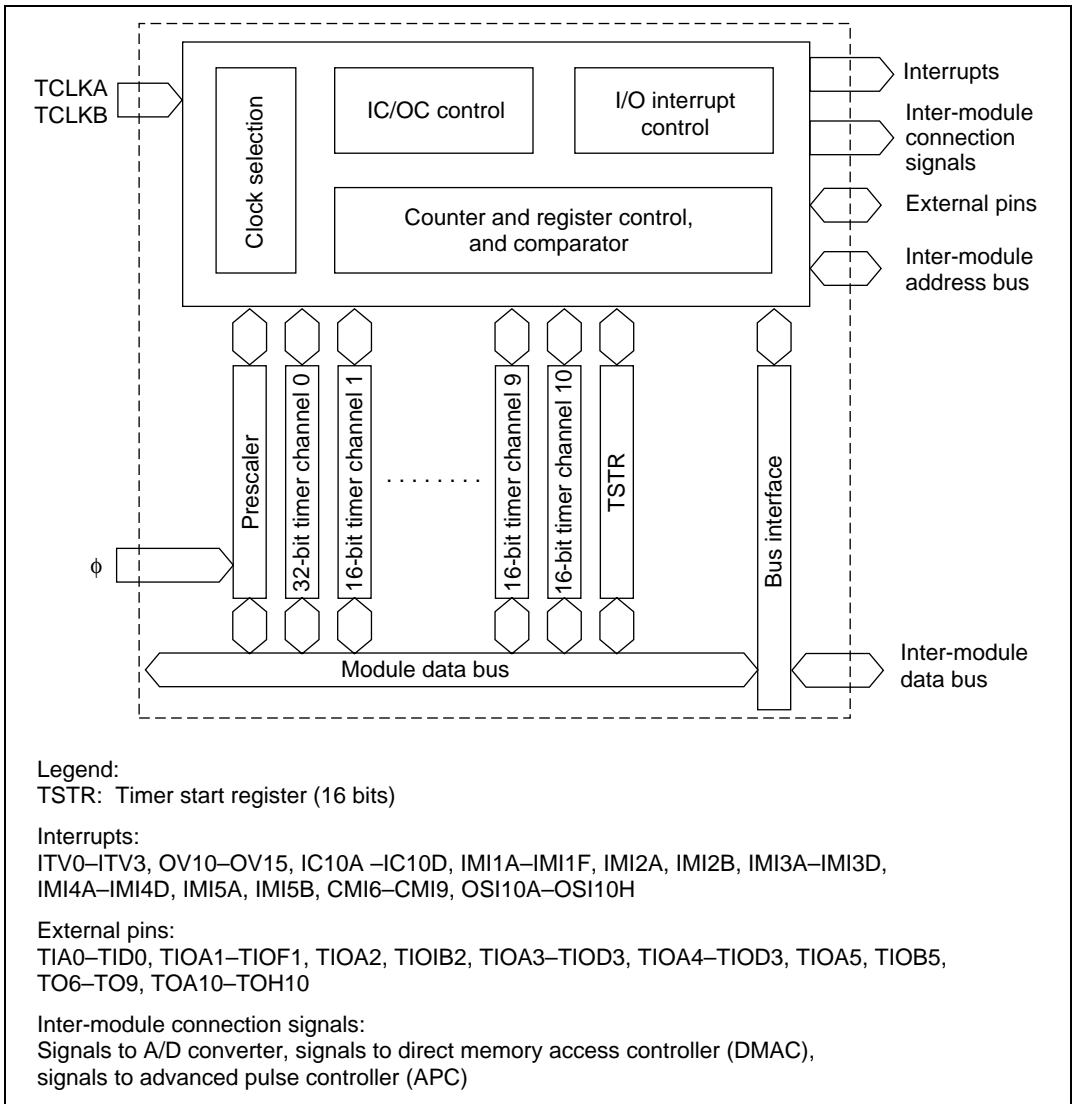 TCLKA
TCLKB
Clock selection
IC/OC control
I/O interrupt
control
Counter and register control,
and comparator
Interrupts
Inter-module
connection
signals
External pins
Inter-module
address bus
Prescaler
32-bit timer channel 0
16-bit timer channel 1
. . . . . . . .
16-bit timer channel 9
16-bit timer channel 10
TSTR
Bus interface
ϕ
Module data bus
Inter-module
data bus
Legend:
TSTR: Timer start register (16 bits)
Interrupts:
ITV0–ITV3, OV10–OV15, IC10A –IC10D, IMI1A–IMI1F, IMI2A, IMI2B, IMI3A–IMI3D,
IMI4A–IMI4D, IMI5A, IMI5B, CMI6–CMI9, OSI10A–OSI10H
External pins:
TIA0–TID0, TIOA1–TIOF1, TIOA2, TIOIB2, TIOA3–TIOD3, TIOA4–TIOD3, TIOA5, TIOB5,
TO6–TO9, TOA10–TOH10
Inter-module connection signals:
Signals to A/D converter, signals to direct memory access controller (DMAC),
signals to advanced pulse controller (APC)